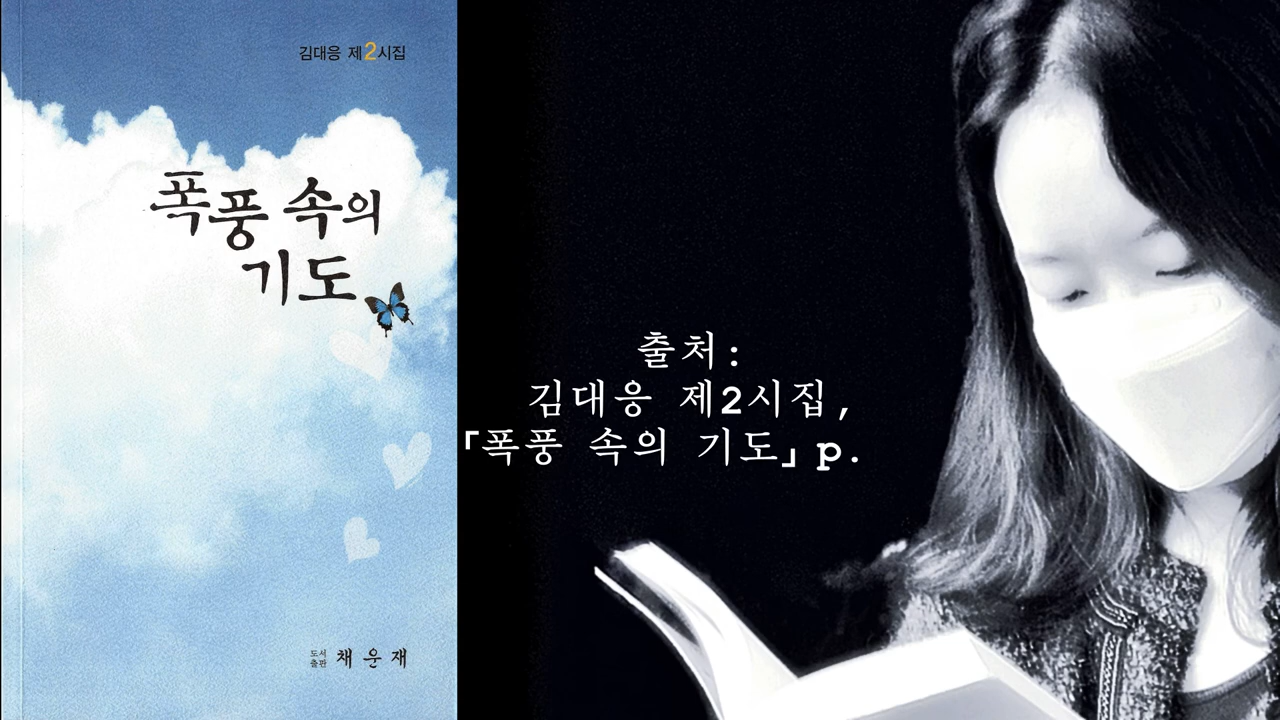 김대응 제2시집
폭풍 속의
기도
도서
출판 채운재
출처:
김대응 제2시집,
「폭풍 속의 기도」 p.